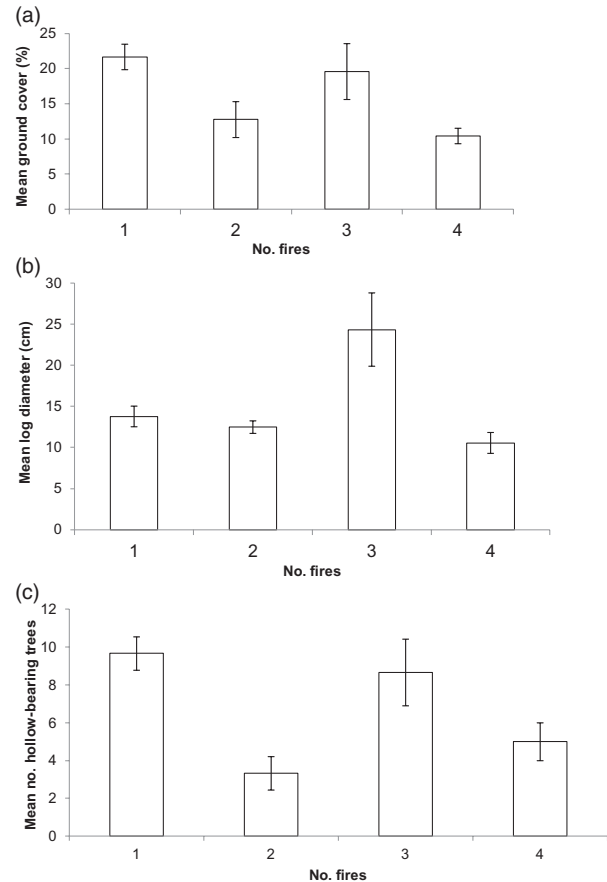 (a)
Mean ground cover (%)
25
20
15
10
5
0
1 2 3 4
No. fires
(b)
Mean log diameter (cm)
30
25
20
15
10
5
0
1 2 3 4
No. fires
(c)
Mean no. hollow-bearing trees
12
10
8
6
4
2
0
1 2 3 4
No. fires